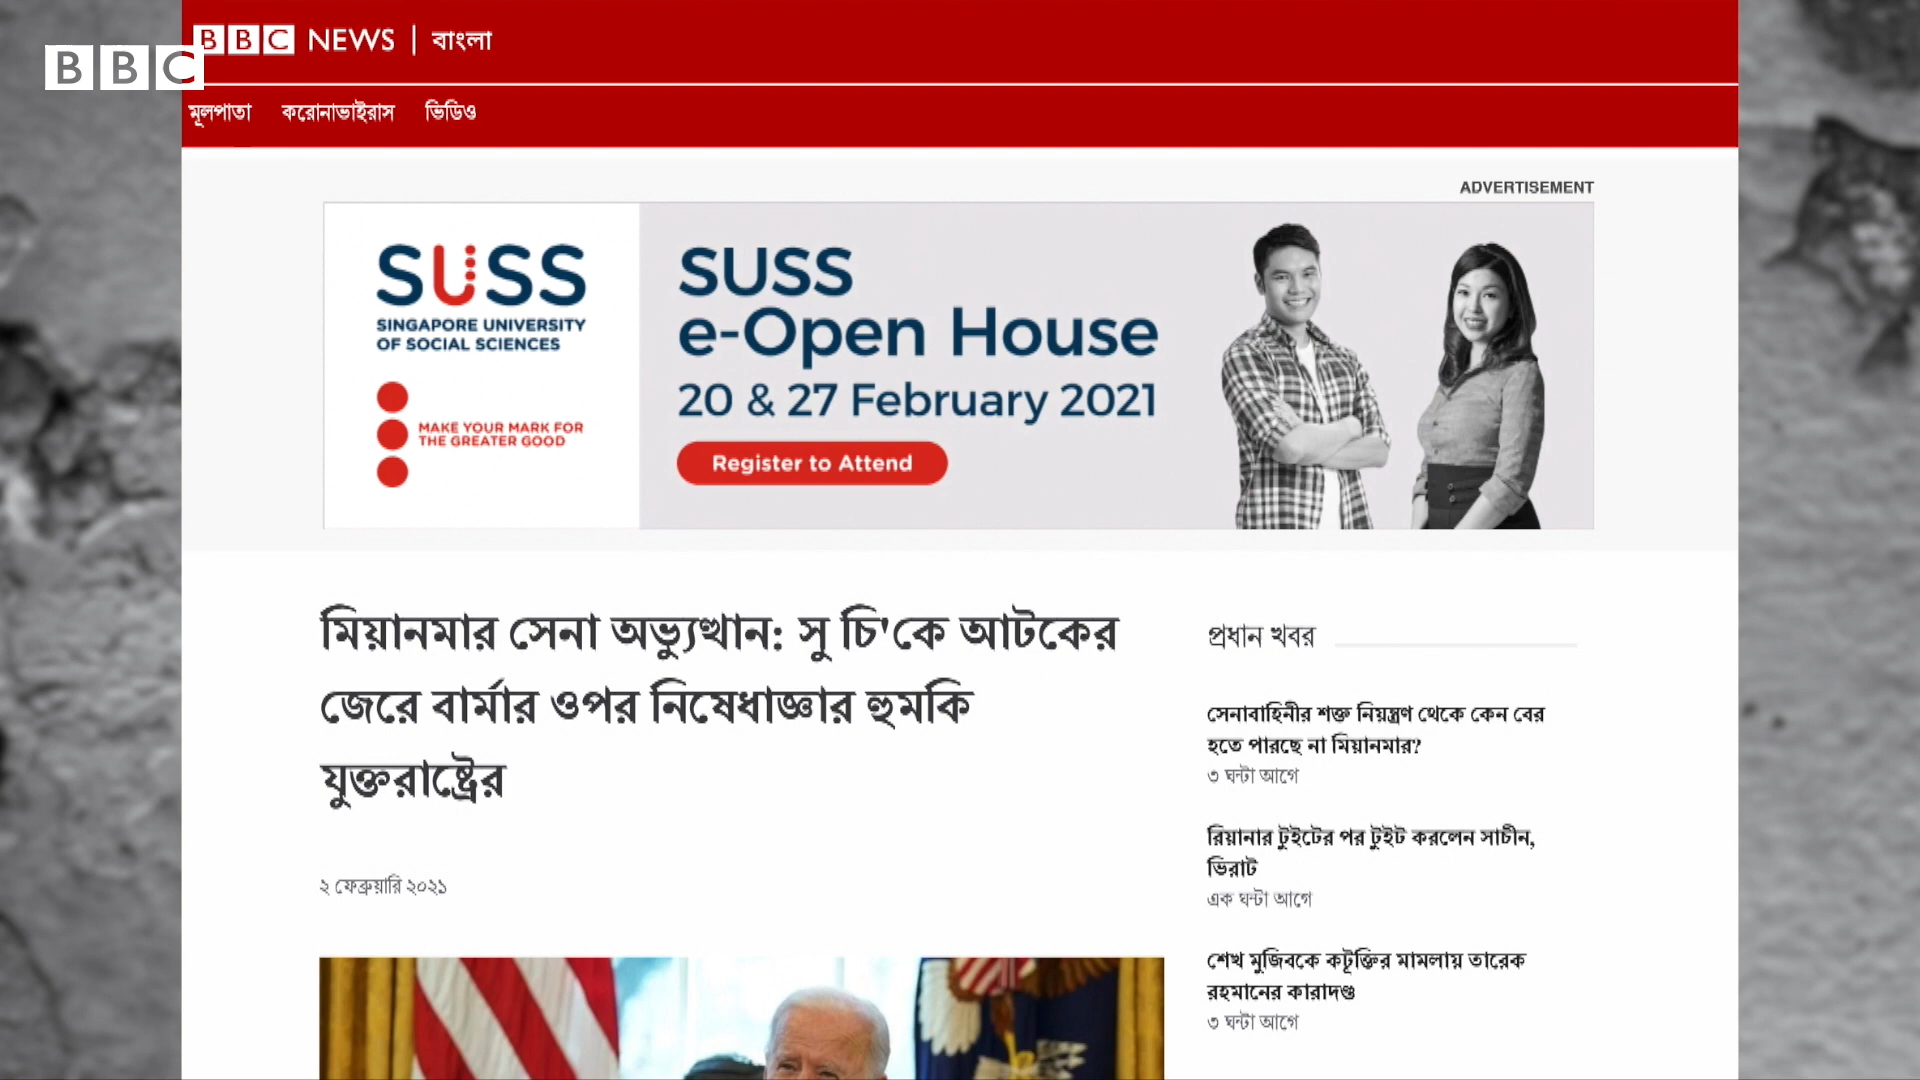 BBC
BBC NEWS | বাংলা
মূলপাতা করোনাভাইরাস ভিডিও
ADVERTISEMENT
SUSS
SINGAPORE UNIVERSITY
OF SOCIAL SCIENCES
MAKE YOUR MARK FOR
THE GREATER GOOD
SUSS
e-Open House
20 & 27 February 2021
Register to Attend
মিয়ানমার সেনা অভ্যুত্থান: সু চি'কে আটকের
জেরে বার্মার ওপর নিষেধাজ্ঞার হুমকি
যুক্তরাষ্ট্রের
২ ফেব্রুয়ারি ২০২১
প্রধান খবর
সেনাবাহিনীর শক্ত নিয়ন্ত্রণ থেকে কেন বের
হতে পারছে না মিয়ানমার?
৩ ঘন্টা আগে
রিয়ানার টুইটের পর টুইট করলেন সাচীন,
ভিরাট
এক ঘন্টা আগে
শেখ মুজিবকে কটূক্তির মামলায় তারেক
রহমানের কারাদণ্ড
৩ ঘন্টা আগে